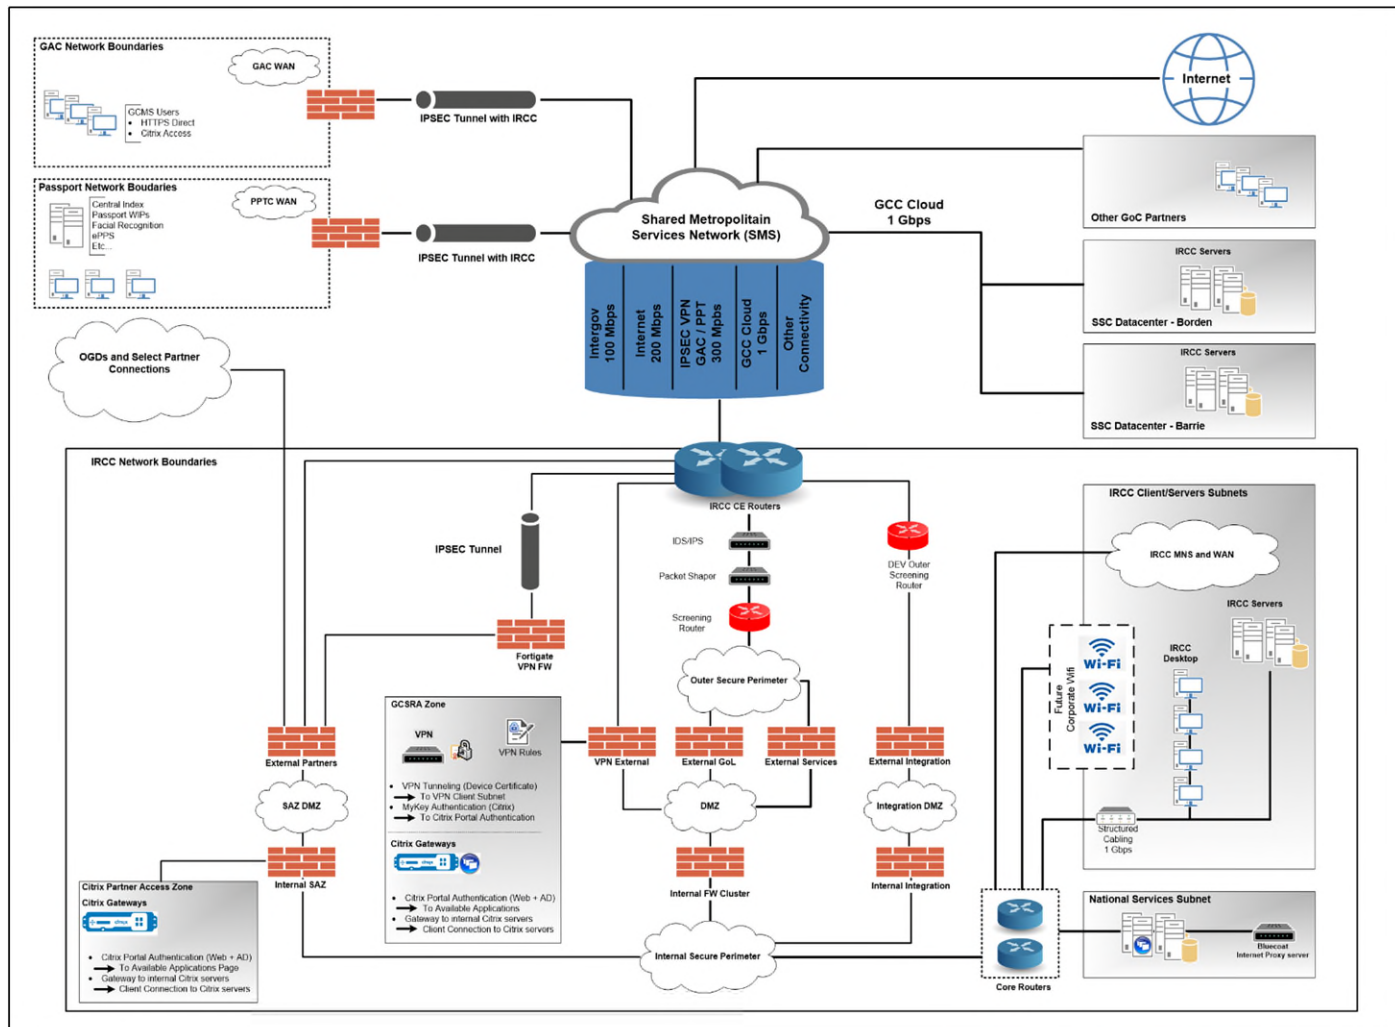 GAC Network Boundaries
GAC WAN
GCMS Users
• HTTPS Direct
• Citrix Access
IPSEC Tunnel with IRCC
Passport Network Boudaries
PPTC WAN
Central Index
Passport WIPs
Facial Recognition
ePPS
Etc...
IPSEC Tunnel with IRCC
Shared Metropolitain
Services Network (SMS)
Intergov
100 Mbps
Internet
200 Mbps
IPSEC VPN
GAC / PPT
300 Mpbs
GCC Cloud
1 Gbps
Other
Connectivity
Internet
GCC Cloud
1 Gbps
Other GoC Partners
IRCC Servers
SSC Datacenter - Borden
IRCC Servers
SSC Datacenter - Barrie
OGDs and Select Partner
Connections
IRCC Network Boundaries
IRCC CE Routers
IPSEC Tunnel
IDS/IPS
Packet Shapor
Screening
Router
DEV Outer
Screening
Router
Fortigate
VPN FW
Outer Secure Perimeter
GCSRA Zone
VPN
VPN Rules
• VPN Tunneling (Device Certificate)
To VPN Client Subnet
• MyKey Authentication (Citrix)
To Citrix Portal Authentication
Citrix Gateways
• Citrix Portal Authentication (Web + AD)
To Available Applications
• Gateway to internal Citrix servers
Client Connection to Citrix servers
External Partners
VPN External
External GoL
External Services
External Integration
SAZ DMZ
DMZ
Integration DMZ
Internal SAZ
Internal FW Cluster
Internal Integration
Citrix Partner Access Zone
Citrix Gateways
• Citrix Portal Authentication (Web + AD)
To Available Applications Page
• Gateway to internal Citrix servers
Client Connection to Citrix servers
Internal Secure Perimeter
Core Routers
IRCC Client/Servers Subnets
IRCC MNS and WAN
IRCC Servers
IRCC
Desktop
Future
Corporate Wifi
Wi-Fi
Wi-Fi
Wi-Fi
Structured
Cabling
1 Gbps
National Services Subnet
Bluecoat
Internet Proxy server